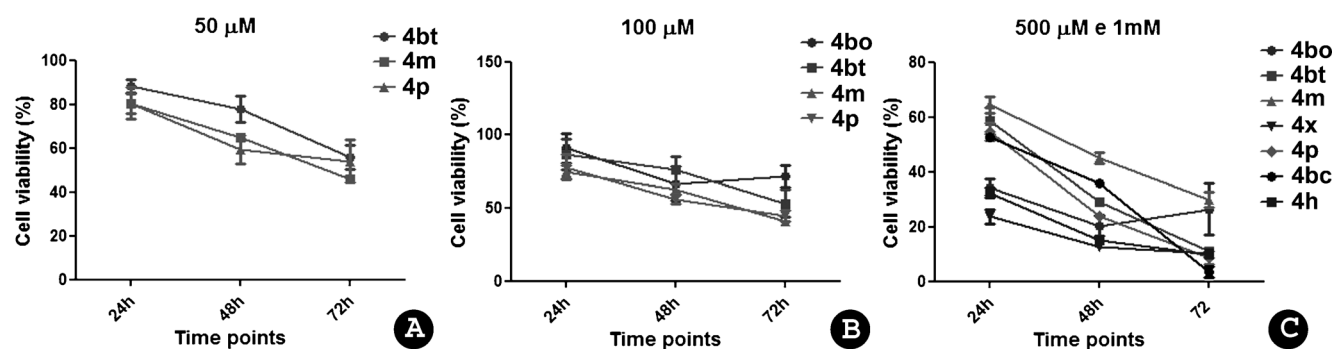 50 μM
4bt
4m
4p
100
80
60
40
20
0
Cell viability (%)
24h
48h
72h
Time points
A
100 μM
4bo
4bt
4m
4p
150
100
50
0
Cell viability (%)
24h
48h
72h
Time points
B
500 μM e 1mM
4bo
4bt
4m
4x
4p
4bc
4h
80
60
40
20
0
Cell viability (%)
24h
48h
72
Time points
C